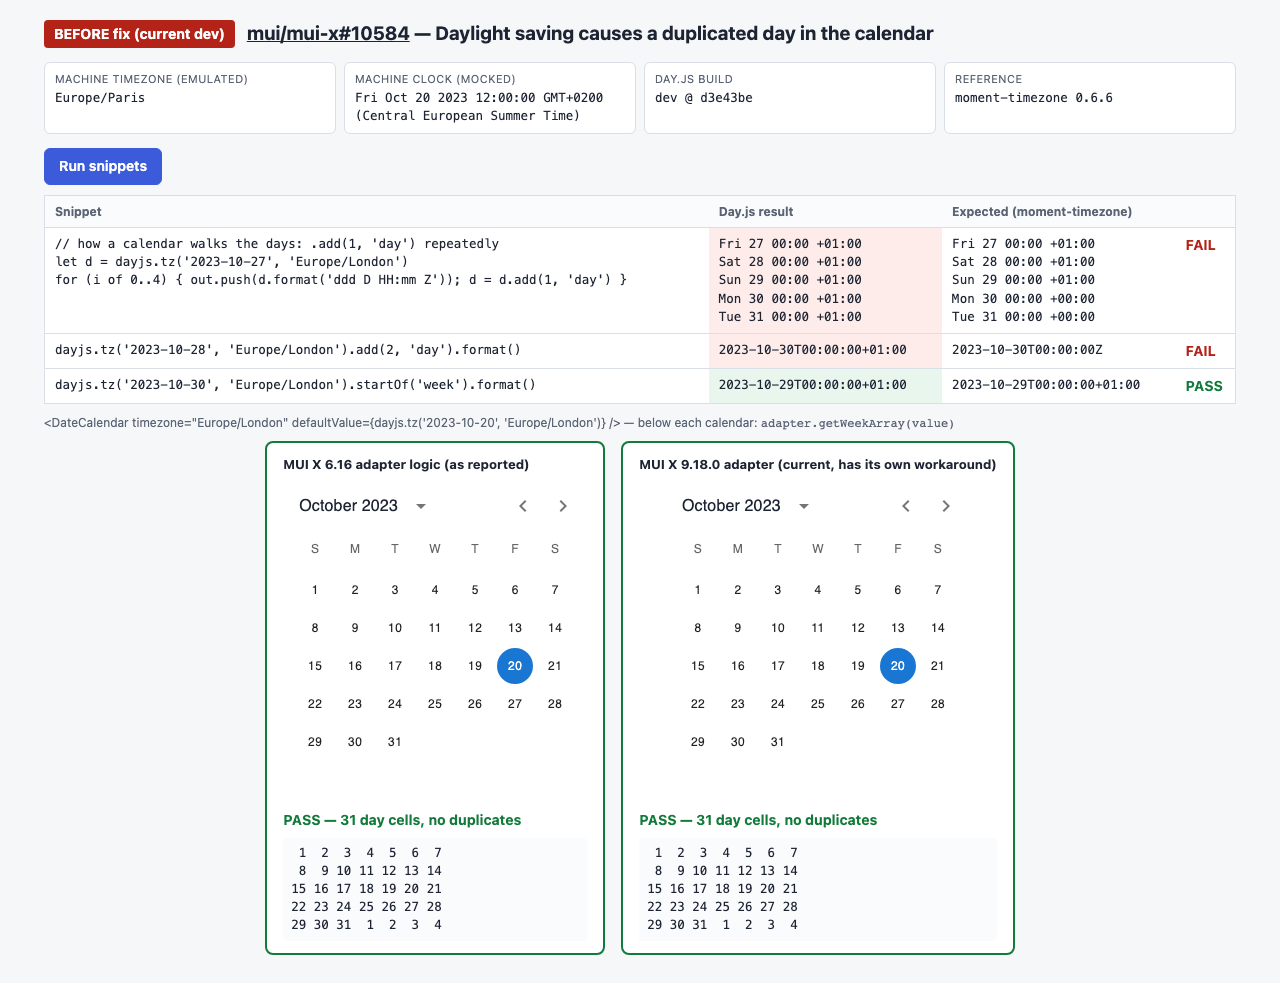 BEFORE fix (current dev) mui/mui-x#10584 — Daylight saving causes a duplicated day in the calendar
MACHINE TIMEZONE (EMULATED)
Europe/Paris
MACHINE CLOCK (MOCKED)
Fri Oct 20 2023 12:00:00 GMT+0200
(Central European Summer Time)
DAY.JS BUILD
dev @ d3e43be
REFERENCE
moment-timezone 0.6.6
Run snippets
Snippet Day.js result Expected (moment-timezone)
// how a calendar walks the days: .add(1, 'day') repeatedly
let d = dayjs.tz('2023-10-27', 'Europe/London')
for (i of 0..4) { out.push(d.format('ddd D HH:mm Z')); d = d.add(1, 'day') }
Fri 27 00:00 +01:00
Sat 28 00:00 +01:00
Sun 29 00:00 +01:00
Mon 30 00:00 +01:00
Tue 31 00:00 +01:00
Fri 27 00:00 +01:00
Sat 28 00:00 +01:00
Sun 29 00:00 +01:00
Mon 30 00:00 +00:00
Tue 31 00:00 +00:00
FAIL
dayjs.tz('2023-10-28', 'Europe/London').add(2, 'day').format() 2023-10-30T00:00:00+01:00 2023-10-30T00:00:00Z FAIL
dayjs.tz('2023-10-30', 'Europe/London').startOf('week').format() 2023-10-29T00:00:00+01:00 2023-10-29T00:00:00+01:00 PASS
<DateCalendar timezone="Europe/London" defaultValue={dayjs.tz('2023-10-20', 'Europe/London')} /> — below each calendar: adapter.getWeekArray(value)
MUI X 6.16 adapter logic (as reported)
October 2023
S M T W T F S
1 2 3 4 5 6 7
8 9 10 11 12 13 14
15 16 17 18 19 20 21
22 23 24 25 26 27 28
29 30 31
PASS — 31 day cells, no duplicates
1 2 3 4 5 6 7
8 9 10 11 12 13 14
15 16 17 18 19 20 21
22 23 24 25 26 27 28
29 30 31 1 2 3 4
MUI X 9.18.0 adapter (current, has its own workaround)
October 2023
S M T W T F S
1 2 3 4 5 6 7
8 9 10 11 12 13 14
15 16 17 18 19 20 21
22 23 24 25 26 27 28
29 30 31
PASS — 31 day cells, no duplicates
1 2 3 4 5 6 7
8 9 10 11 12 13 14
15 16 17 18 19 20 21
22 23 24 25 26 27 28
29 30 31 1 2 3 4